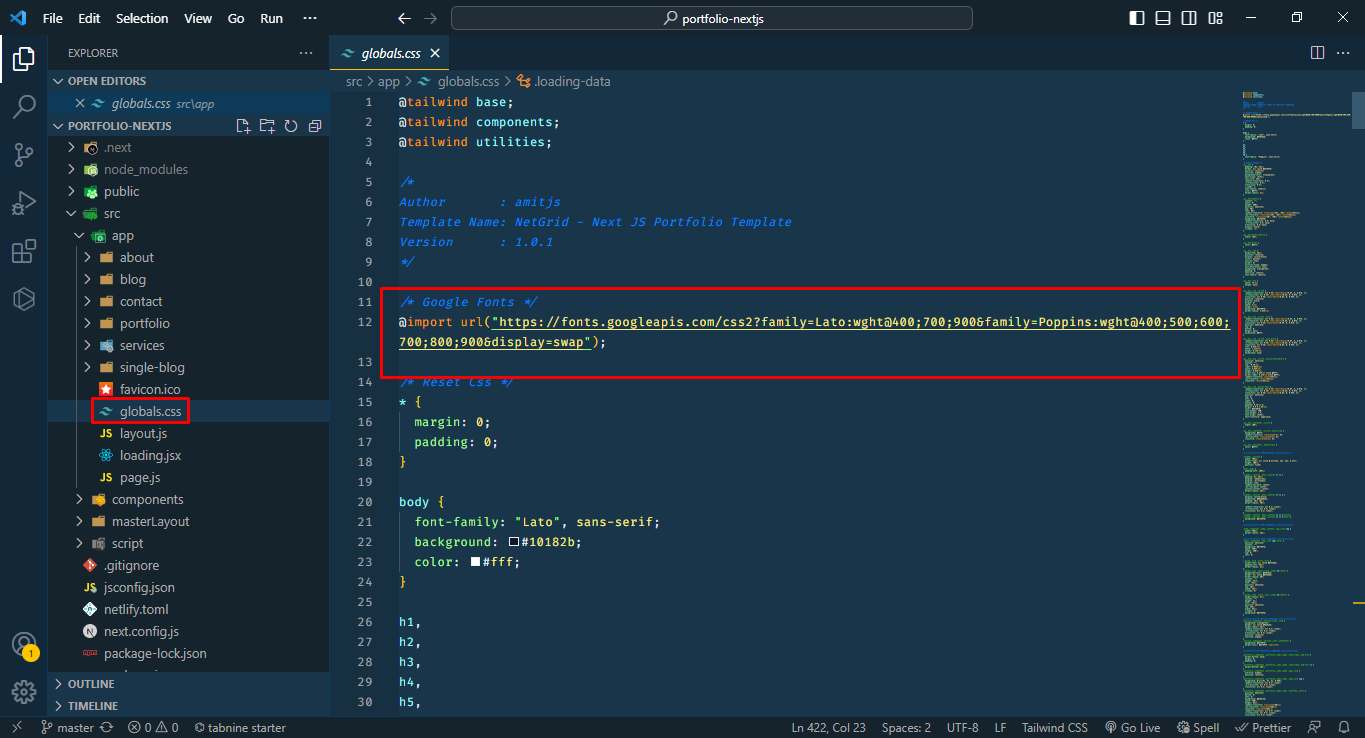 File Edit Selection View Go Run ···
portfolio-nextjs
EXPLORER ···
OPEN EDITORS
globals.css src\app
PORTFOLIO-NEXTJS
.next
node_modules
public
src
app
about
blog
contact
portfolio
services
single-blog
favicon.ico
globals.css
JS layout.js
loading.jsx
JS page.js
components
masterLayout
script
.gitignore
JS jsconfig.json
netlify.toml
N next.config.js
package-lock.json
OUTLINE
TIMELINE
1
globals.css
src > app > globals.css > .loading-data
1 @tailwind base;
2 @tailwind components;
3 @tailwind utilities;
4
5 /*
6 Author : amitjs
7 Template Name: NetGrid - Next JS Portfolio Template
8 Version : 1.0.1
9 */
10
11 /* Google Fonts */
12 @import url("https://fonts.googleapis.com/css2?family=Lato:wght@400;700;900&family=Poppins:wght@400;500;600;
700;800;900&display=swap");
13
14 /* Reset Css */
15 * {
16 margin: 0;
17 padding: 0;
18 }
19
20 body {
21 font-family: "Lato", sans-serif;
22 background: #10182b;
23 color: #fff;
24 }
25
26 h1,
27 h2,
28 h3,
29 h4,
30 h5,
master 0 0 tabnine starter Ln 422, Col 23 Spaces: 2 UTF-8 LF Tailwind CSS Go Live Spell Prettier